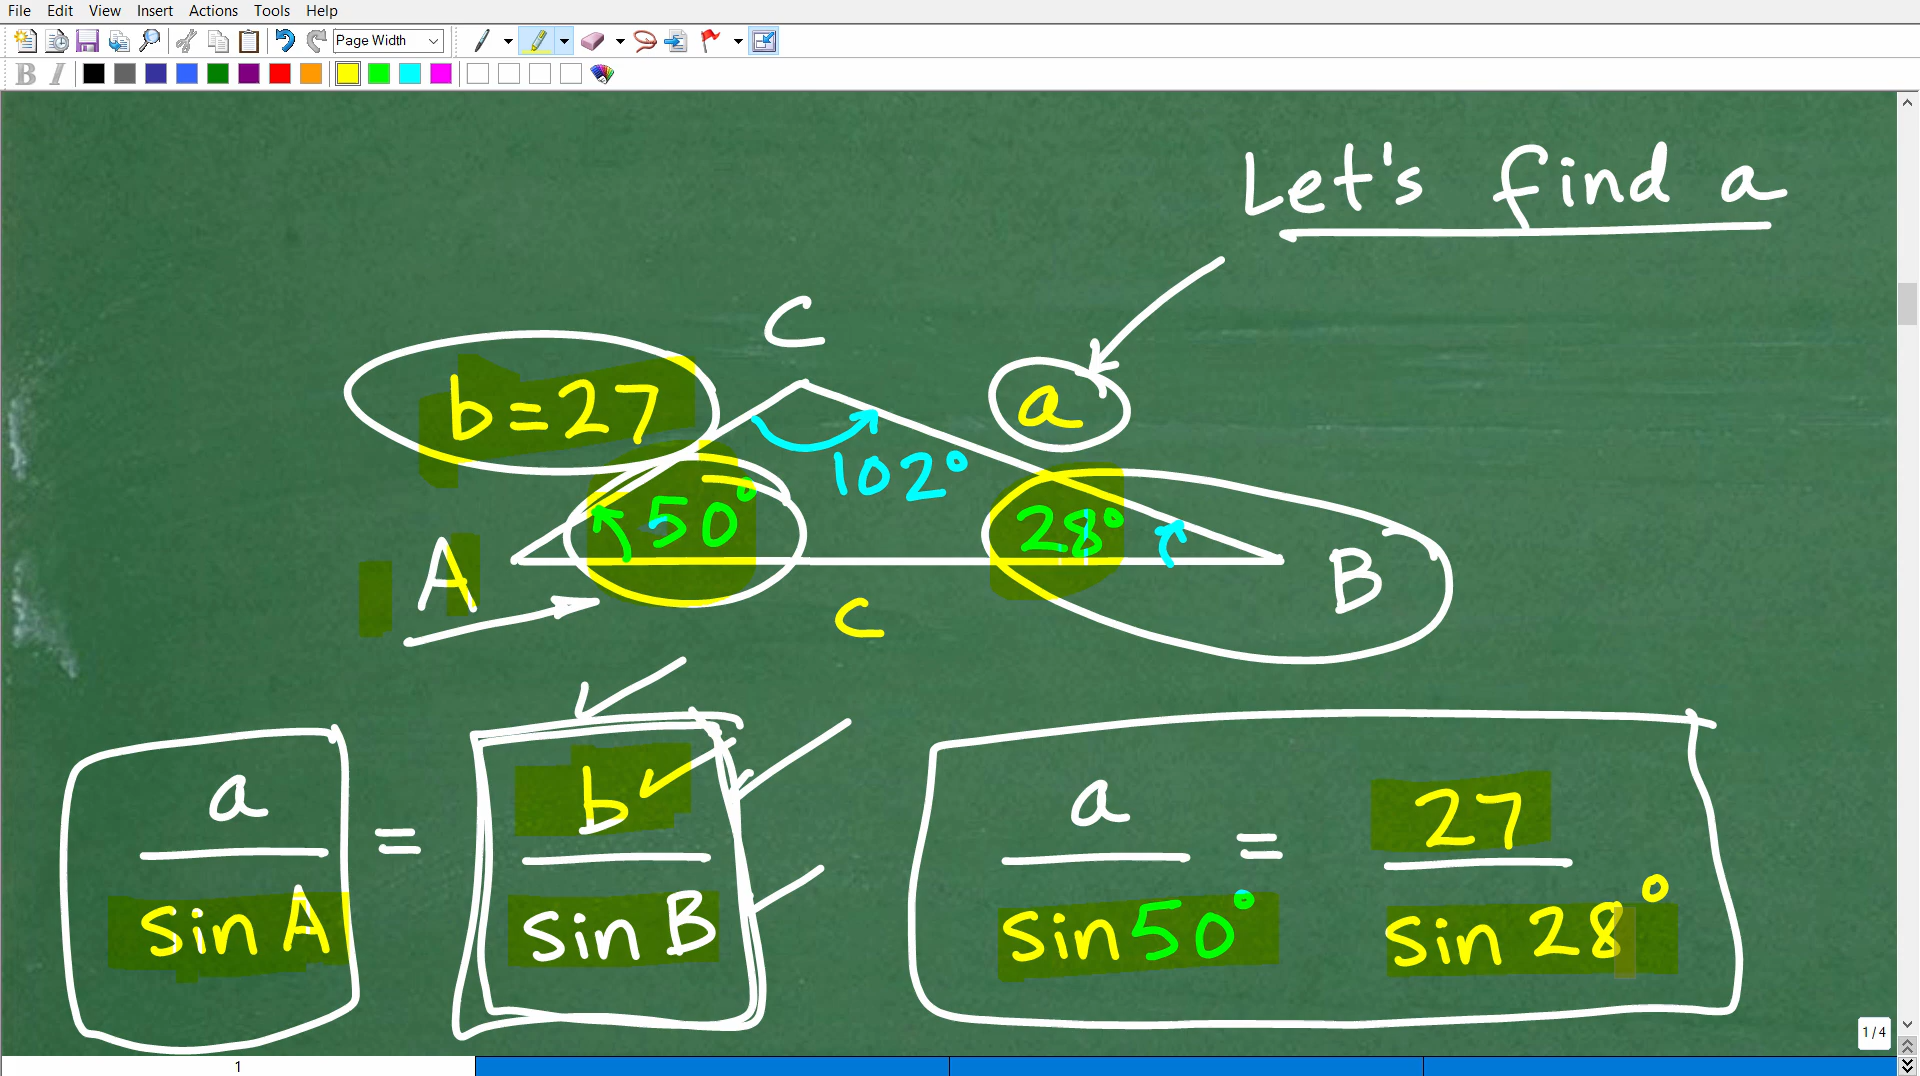 File Edit View Insert Actions Tools Help
Page Width
B I
Let's find a
C
b = 27 a
102°
50° 28°
A B
c
a/sin A = b/sin B a/sin 50° = 27/sin 28°
1 / 4
1